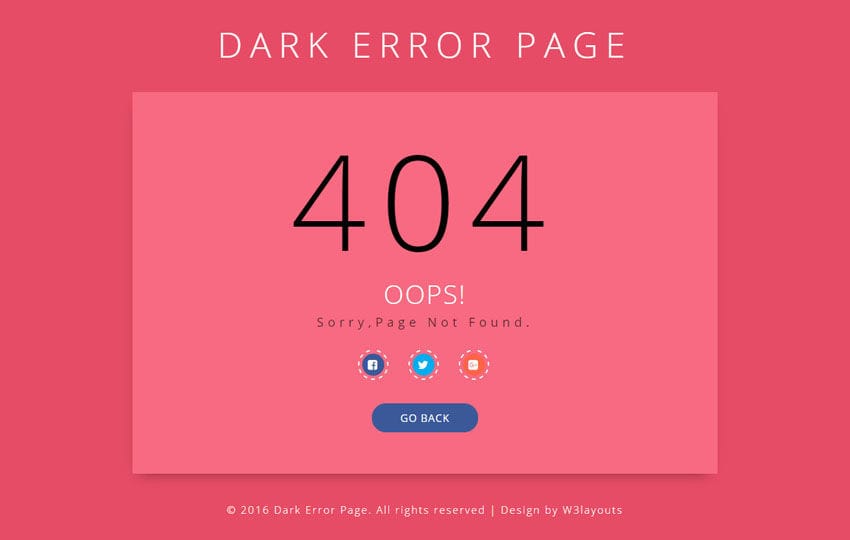 DARK ERROR PAGE
404
OOPS!
Sorry,Page Not Found.
GO BACK
© 2016 Dark Error Page. All rights reserved | Design by W3layouts